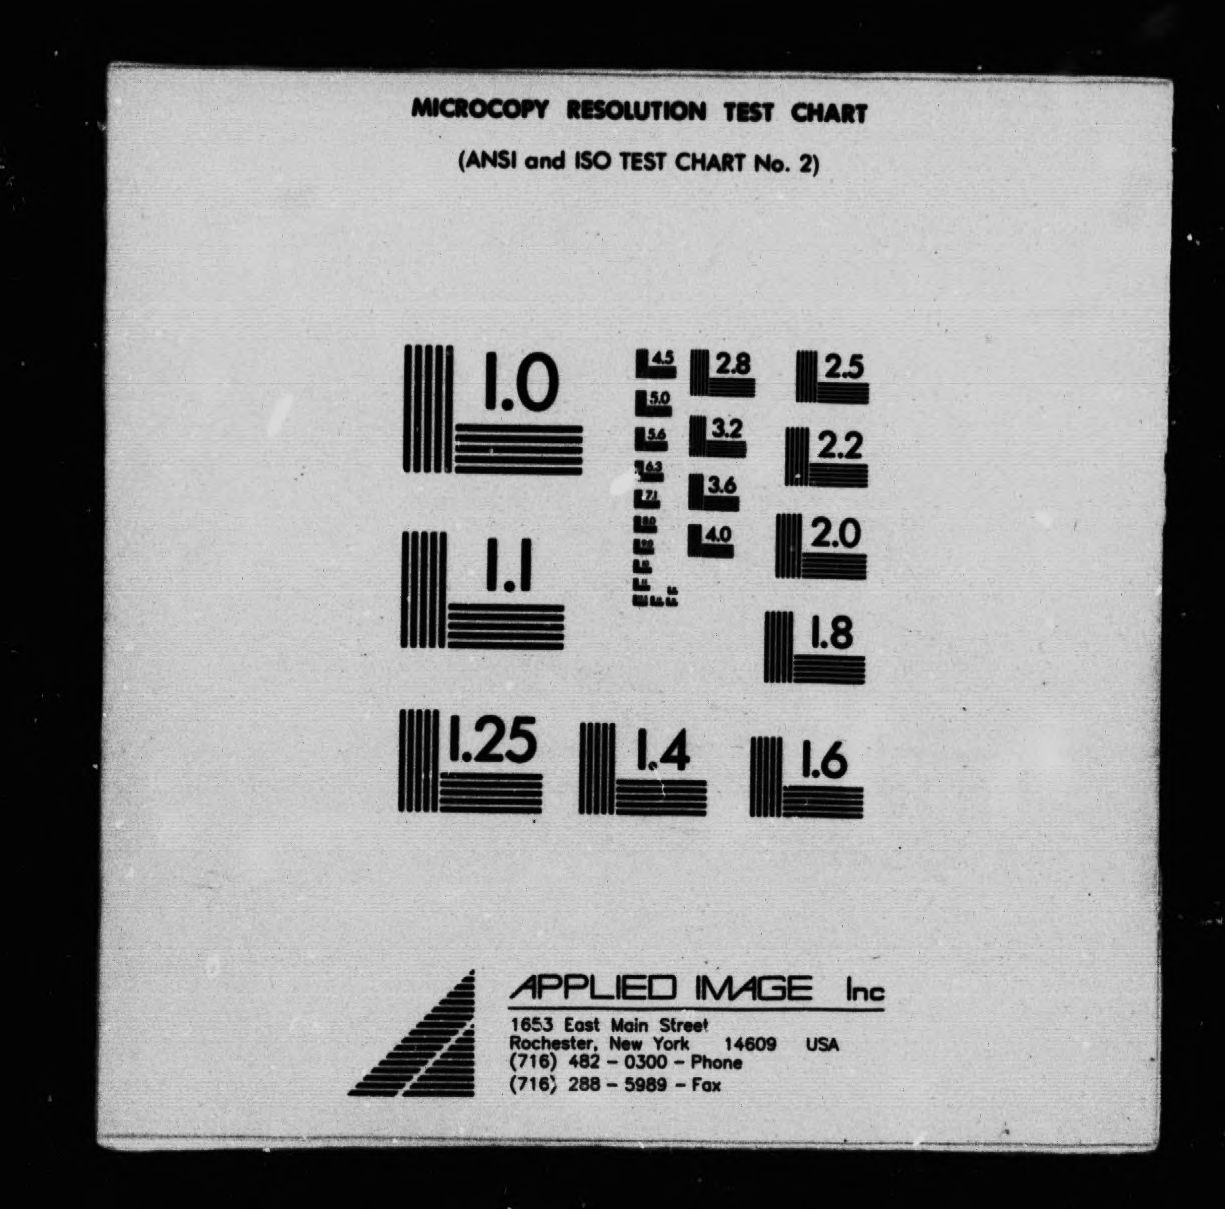 MICROCOPY RESOLUTION TEST CHART
(ANSI and ISO TEST CHART No. 2)
1.0
4.5
2.8
2.5
5.0
3.2
2.2
5.6
6.3
3.6
7.1
2.0
8.0
4.0
1.1
1.8
1.25
1.4
1.6
APPLIED IMAGE Inc
1653 East Main Street
Rochester, New York 14609 USA
(716) 482 - 0300 - Phone
(716) 288 - 5989 - Fax